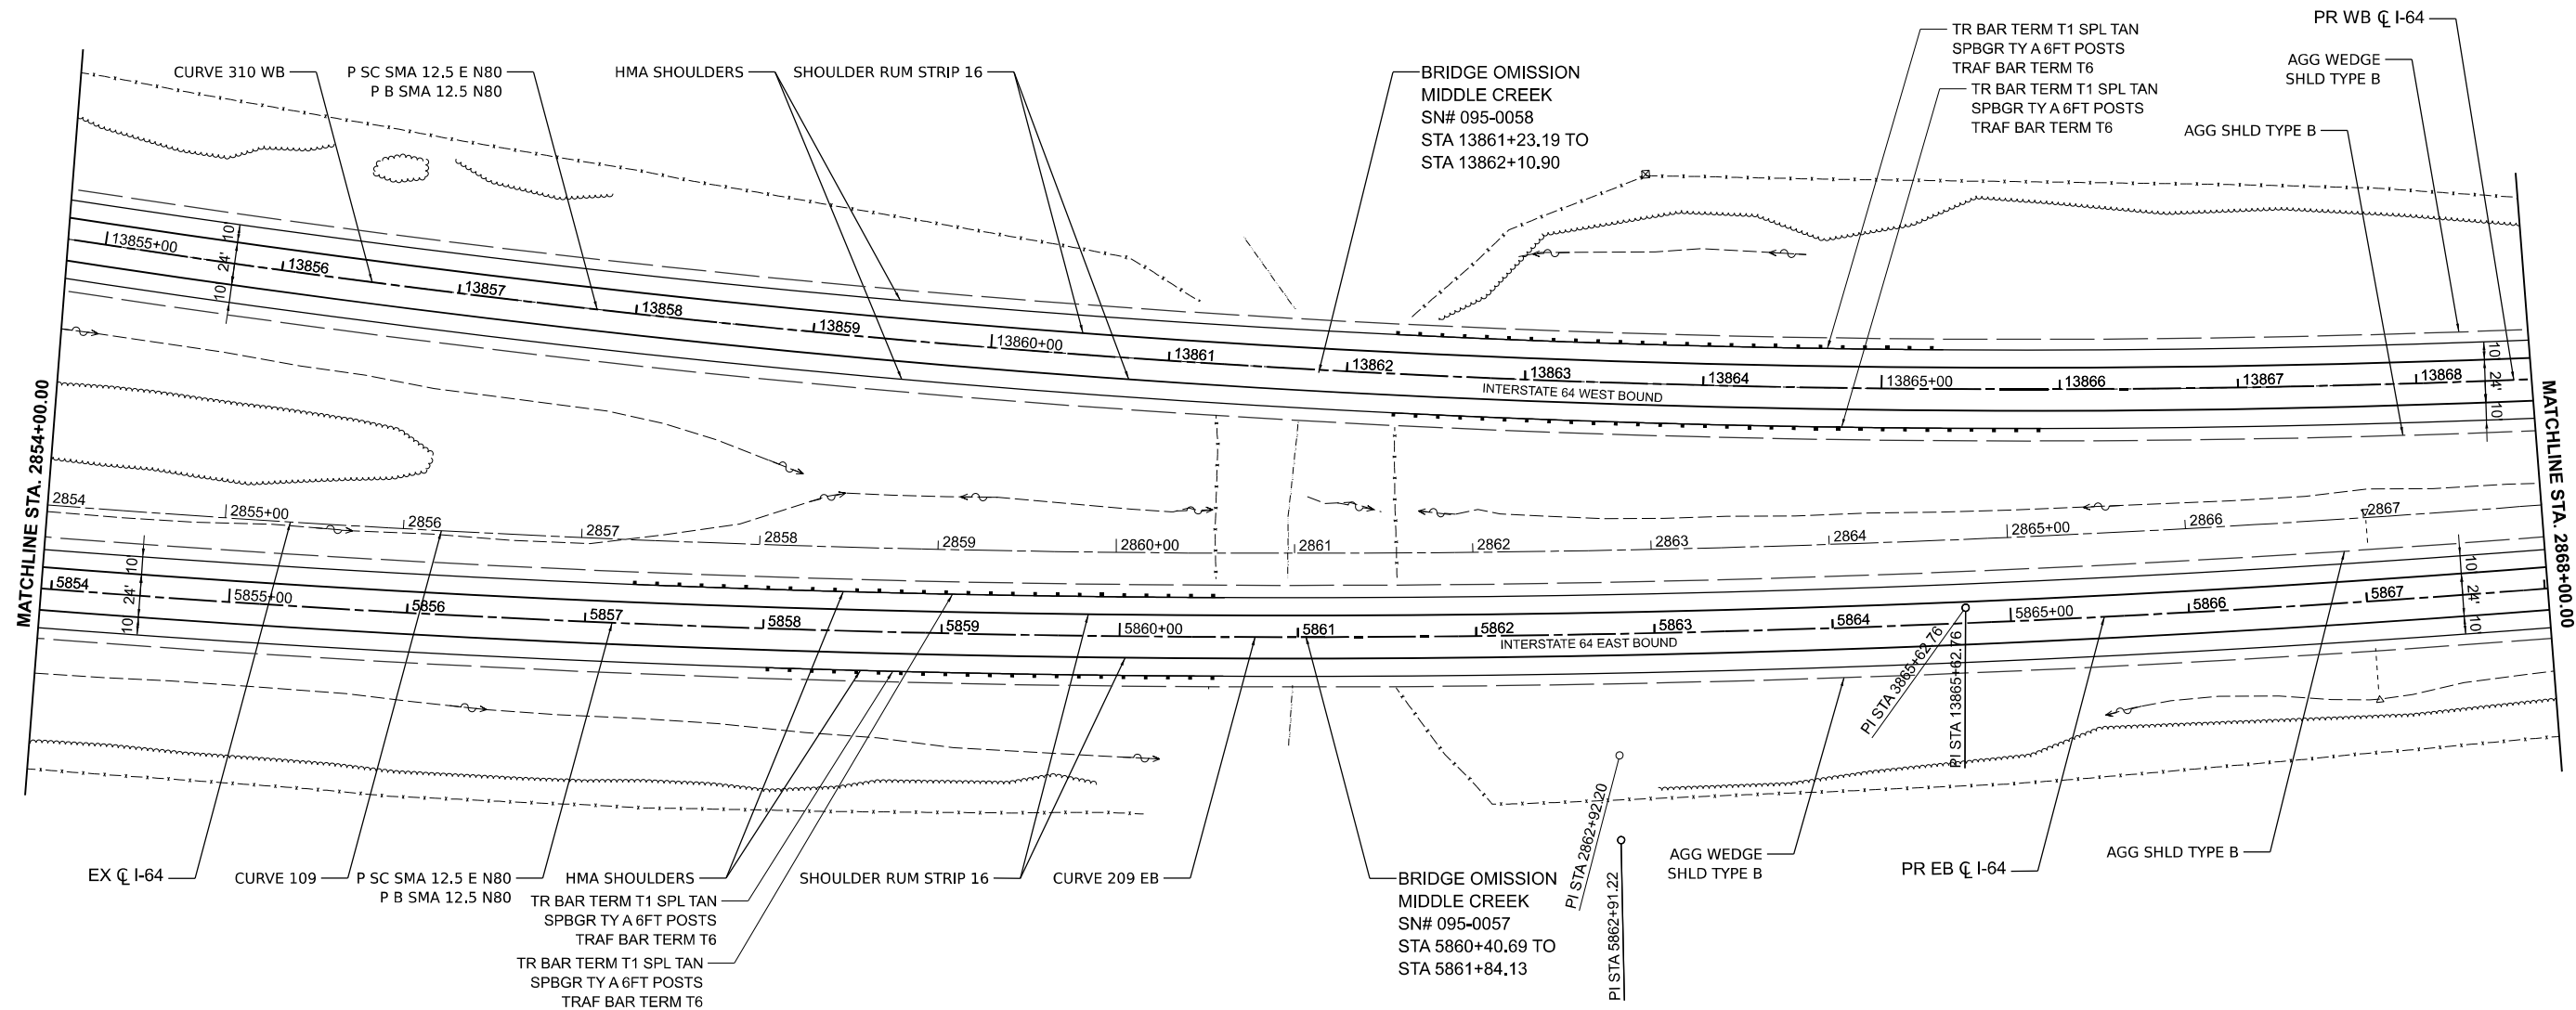 PR WB ℄ I-64
TR BAR TERM T1 SPL TAN
SPBGR TY A 6FT POSTS
TRAF BAR TERM T6
TR BAR TERM T1 SPL TAN
SPBGR TY A 6FT POSTS
TRAF BAR TERM T6
AGG WEDGE
SHLD TYPE B
AGG SHLD TYPE B
CURVE 310 WB
P SC SMA 12.5 E N80
P B SMA 12.5 N80
HMA SHOULDERS
SHOULDER RUM STRIP 16
BRIDGE OMISSION
MIDDLE CREEK
SN# 095-0058
STA 13861+23.19 TO
STA 13862+10.90
10'
24'
10'
13855+00
13856
13857
13858
13859
13860+00
13861
13862
13863
13864
13865+00
13866
13867
13868
10'
24'
10'
INTERSTATE 64 WEST BOUND
MATCHLINE STA. 2854+00.00
MATCHLINE STA. 2868+00.00
2854
2855+00
2856
2857
2858
2859
2860+00
2861
2862
2863
2864
2865+00
2866
2867
10'
24'
10'
5854
5855+00
5856
5857
5858
5859
5860+00
5861
5862
5863
5864
5865+00
5866
5867
10'
24'
10'
INTERSTATE 64 EAST BOUND
PI STA 3865+62.76
PI STA 13865+62.76
PI STA 2862+92.20
PI STA 5862+91.22
EX ℄ I-64
CURVE 109
P SC SMA 12.5 E N80
P B SMA 12.5 N80
HMA SHOULDERS
TR BAR TERM T1 SPL TAN
SPBGR TY A 6FT POSTS
TRAF BAR TERM T6
TR BAR TERM T1 SPL TAN
SPBGR TY A 6FT POSTS
TRAF BAR TERM T6
SHOULDER RUM STRIP 16
CURVE 209 EB
BRIDGE OMISSION
MIDDLE CREEK
SN# 095-0057
STA 5860+40.69 TO
STA 5861+84.13
AGG WEDGE
SHLD TYPE B
PR EB ℄ I-64
AGG SHLD TYPE B